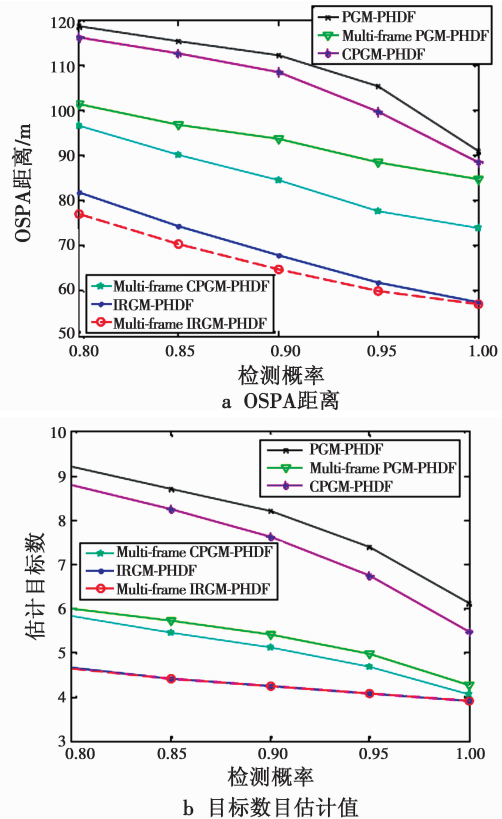 120
110
100
90
80
70
60
50
OSPA距离/m
PGM-PHDF
Multi-frame PGM-PHDF
CPGM-PHDF
Multi-frame CPGM-PHDF
IRGM-PHDF
Multi-frame IRGM-PHDF
0.80 0.85 0.90 0.95 1.00
检测概率
a OSPA距离
10
9
8
7
6
5
4
3
估计目标数
PGM-PHDF
Multi-frame PGM-PHDF
CPGM-PHDF
Multi-frame CPGM-PHDF
IRGM-PHDF
Multi-frame IRGM-PHDF
0.80 0.85 0.90 0.95 1.00
检测概率
b 目标数目估计值